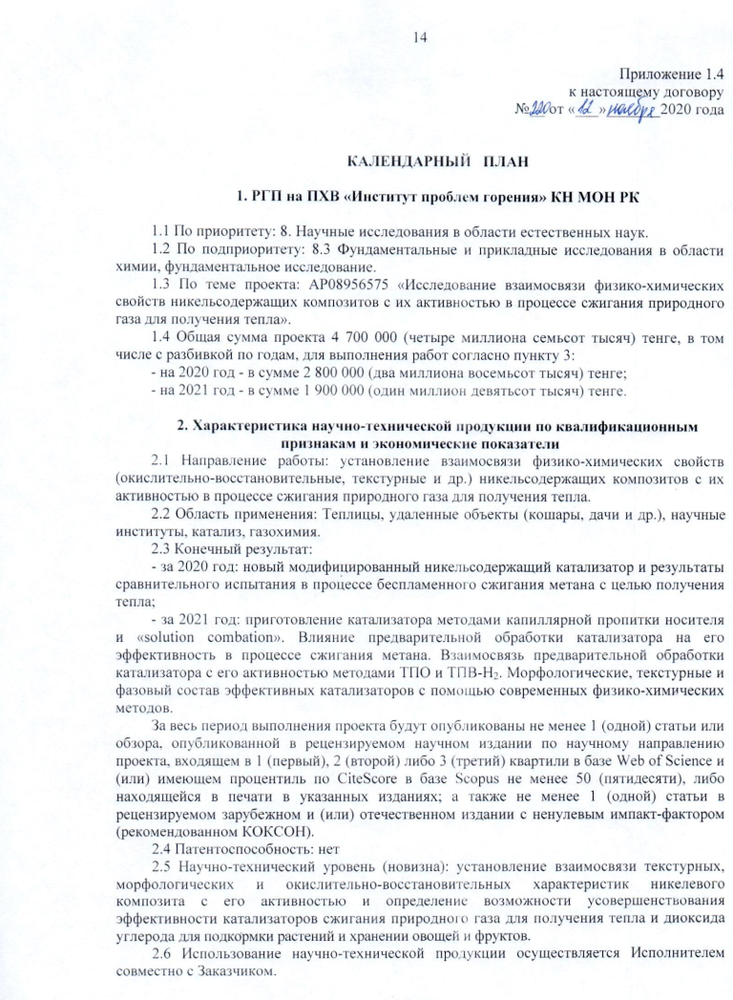 14
Приложение 1.4
к настоящему договору
№220от «12»ноября 2020 года
КАЛЕНДАРНЫЙ ПЛАН
1. РГП на ПХВ «Институт проблем горения» КН МОН РК
1.1 По приоритету: 8. Научные исследования в области естественных наук.
1.2 По подприоритету: 8.3 Фундаментальные и прикладные исследования в области
химии, фундаментальное исследование.
1.3 По теме проекта: АР08956575 «Исследование взаимосвязи физико-химических
свойств никельсодержащих композитов с их активностью в процессе сжигания природного
газа для получения тепла».
1.4 Общая сумма проекта 4 700 000 (четыре миллиона семьсот тысяч) тенге, в том
числе с разбивкой по годам, для выполнения работ согласно пункту 3:
- на 2020 год - в сумме 2 800 000 (два миллиона восемьсот тысяч) тенге;
- на 2021 год - в сумме 1 900 000 (один миллион девятьсот тысяч) тенге.
2. Характеристика научно-технической продукции по квалификационным
признакам и экономические показатели
2.1 Направление работы: установление взаимосвязи физико-химических свойств
(окислительно-восстановительные, текстурные и др.) никельсодержащих композитов с их
активностью в процессе сжигания природного газа для получения тепла.
2.2 Область применения: Теплицы, удаленные объекты (кошары, дачи и др.), научные
институты, катализ, газохимия.
2.3 Конечный результат:
- за 2020 год: новый модифицированный никельсодержащий катализатор и результаты
сравнительного испытания в процессе беспламенного сжигания метана с целью получения
тепла;
- за 2021 год: приготовление катализатора методами капиллярной пропитки носителя
и «solution combation». Влияние предварительной обработки катализатора на его
эффективность в процессе сжигания метана. Взаимосвязь предварительной обработки
катализатора с его активностью методами ТПО и ТПВ-Н₂. Морфологические, текстурные и
фазовый состав эффективных катализаторов с помощью современных физико-химических
методов.
За весь период выполнения проекта будут опубликованы не менее 1 (одной) статьи или
обзора, опубликованной в рецензируемом научном издании по научному направлению
проекта, входящем в 1 (первый), 2 (второй) либо 3 (третий) квартили в базе Web of Science и
(или) имеющем процентиль по CiteScore в базе Scopus не менее 50 (пятидесяти), либо
находящейся в печати в указанных изданиях; а также не менее 1 (одной) статьи в
рецензируемом зарубежном и (или) отечественном издании с ненулевым импакт-фактором
(рекомендованном КОКСОН).
2.4 Патентоспособность: нет
2.5 Научно-технический уровень (новизна): установление взаимосвязи текстурных,
морфологических и окислительно-восстановительных характеристик никелевого
композита с его активностью и определение возможности усовершенствования
эффективности катализаторов сжигания природного газа для получения тепла и диоксида
углерода для подкормки растений и хранении овощей и фруктов.
2.6 Использование научно-технической продукции осуществляется Исполнителем
совместно с Заказчиком.